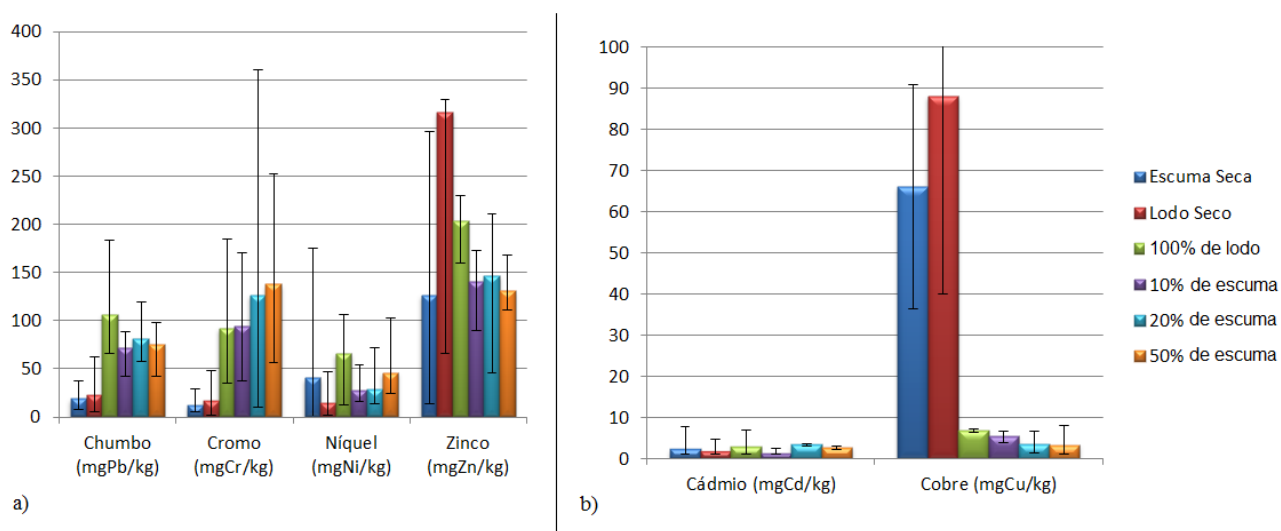 400
350
300
250
200
150
100
50
0
Chumbo
(mgPb/kg)
Cromo
(mgCr/kg)
Níquel
(mgNi/kg)
Zinco
(mgZn/kg)
a)
100
90
80
70
60
50
40
30
20
10
0
Cádmio (mgCd/kg)
Cobre (mgCu/kg)
b)
Escuma Seca
Lodo Seco
100% de lodo
10% de escuma
20% de escuma
50% de escuma